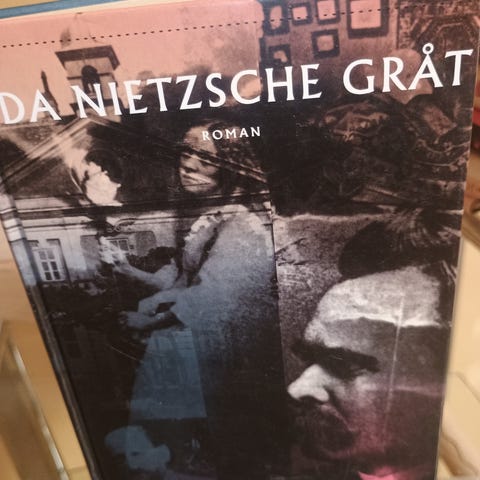 DA NIETZSCHE GRÅT
ROMAN